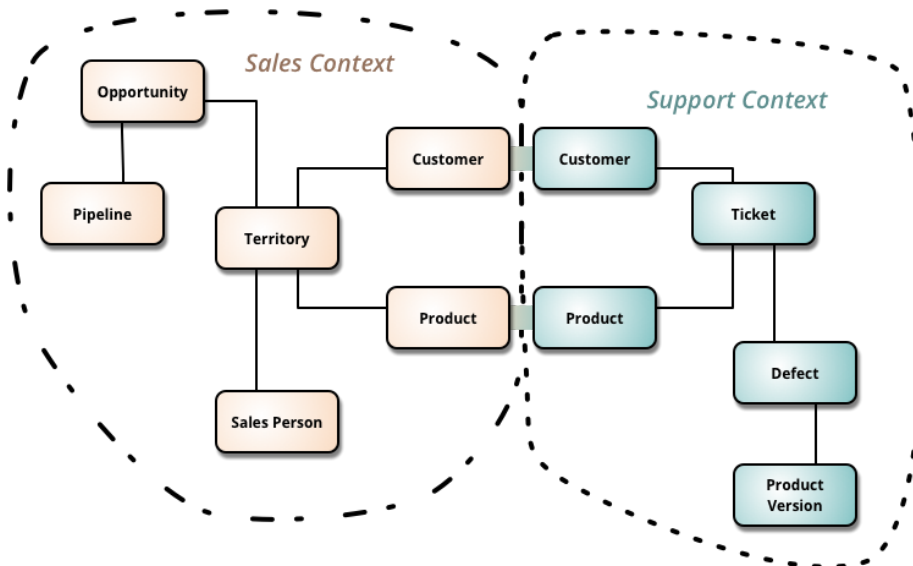 Sales Context
Opportunity
Support Context
Customer
Customer
Pipeline
Ticket
Territory
Product
Product
Defect
Sales Person
Product
Version